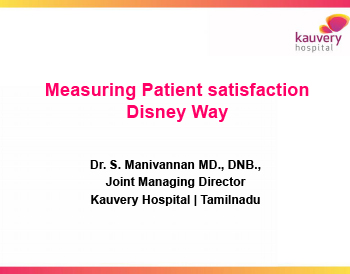 kauvery
hospital
Measuring Patient satisfaction
Disney Way
Dr. S. Manivannan MD., DNB.,
Joint Managing Director
Kauvery Hospital | Tamilnadu